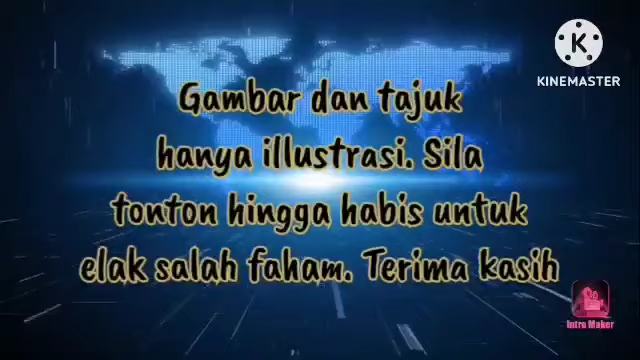 KINEMASTER
Gambar dan tajuk
hanya illustrasi. Sila
tonton hingga habis untuk
elak salah faham. Terima kasih
Intro Maker